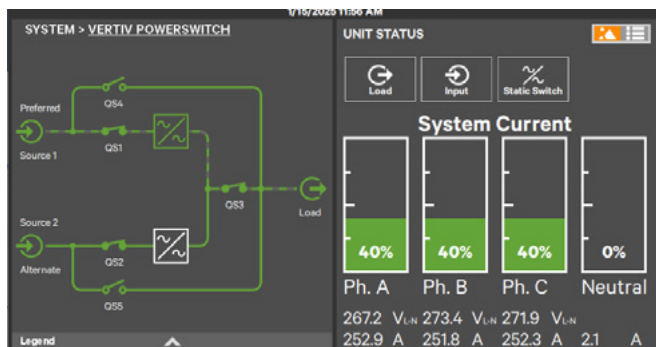 1/15/2025 11:56 AM
SYSTEM > VERTIV POWERSWITCH
QS4
Preferred
Source 1
QS1
QS3
Load
Source 2
Alternate
QS2
QS5
Legend
UNIT STATUS
Load
Input
Static Switch
System Current
40% 40% 40% 0%
Ph. A Ph. B Ph. C Neutral
267.2 VL-N 273.4 VL-N 271.9 VL-N
252.9 A 251.8 A 252.3 A 2.1 A